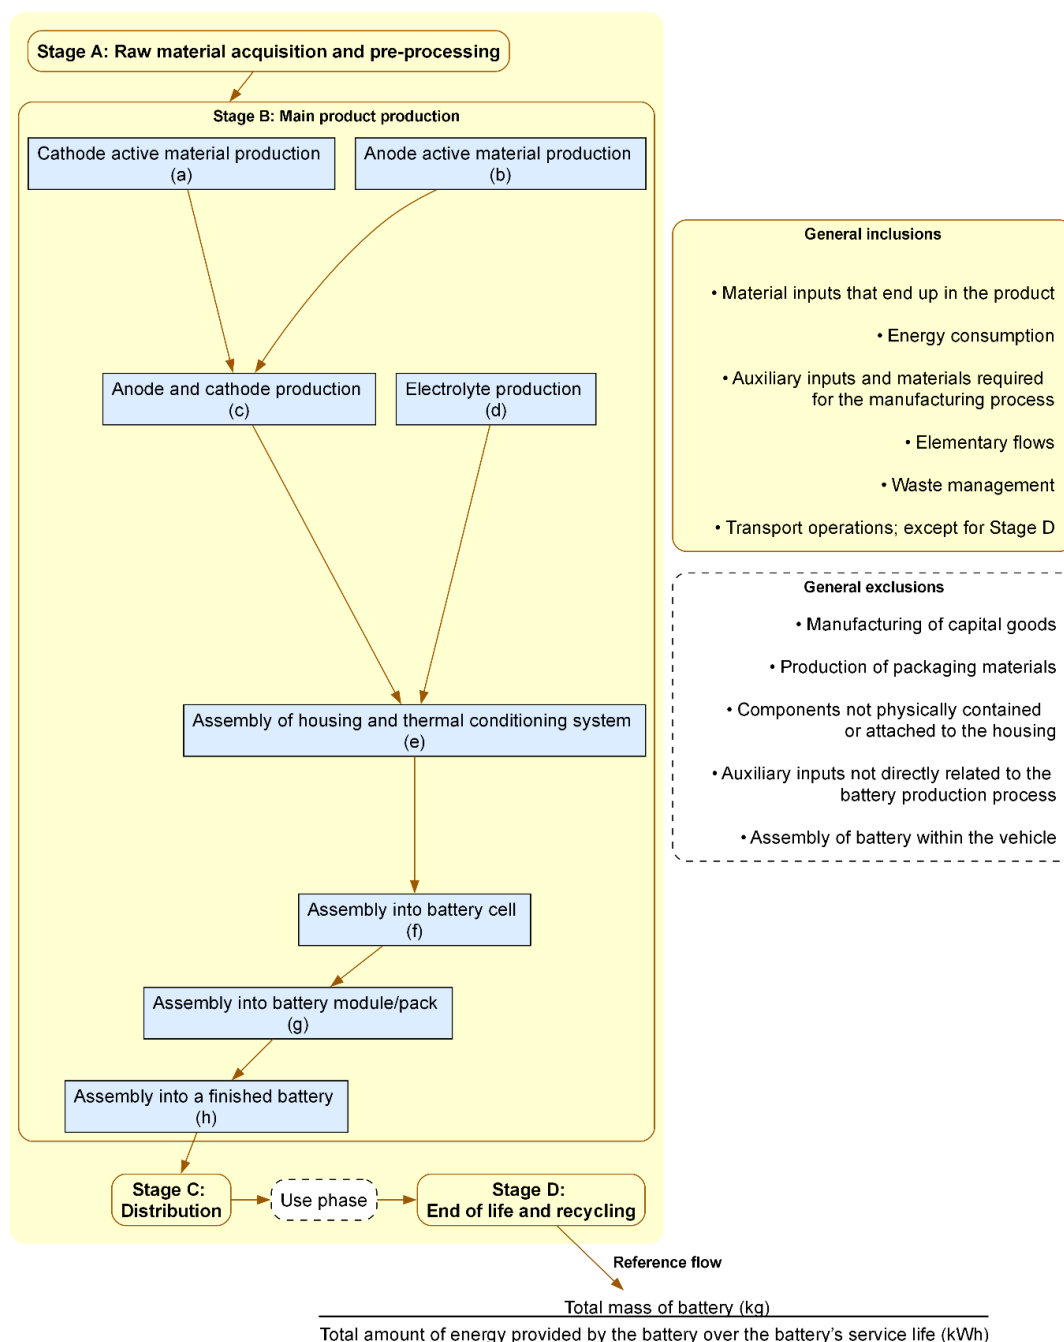 Stage A: Raw material acquisition and pre-processing
Stage B: Main product production
Cathode active material production
(a)
Anode active material production
(b)
Anode and cathode production
(c)
Electrolyte production
(d)
Assembly of housing and thermal conditioning system
(e)
Assembly into battery cell
(f)
Assembly into battery module/pack
(g)
Assembly into a finished battery
(h)
Stage C:
Distribution
Use phase
Stage D:
End of life and recycling
Reference flow
Total mass of battery (kg)
Total amount of energy provided by the battery over the battery's service life (kWh)
General inclusions
• Material inputs that end up in the product
• Energy consumption
• Auxiliary inputs and materials required
for the manufacturing process
• Elementary flows
• Waste management
• Transport operations; except for Stage D
General exclusions
• Manufacturing of capital goods
• Production of packaging materials
• Components not physically contained
or attached to the housing
• Auxiliary inputs not directly related to the
battery production process
• Assembly of battery within the vehicle